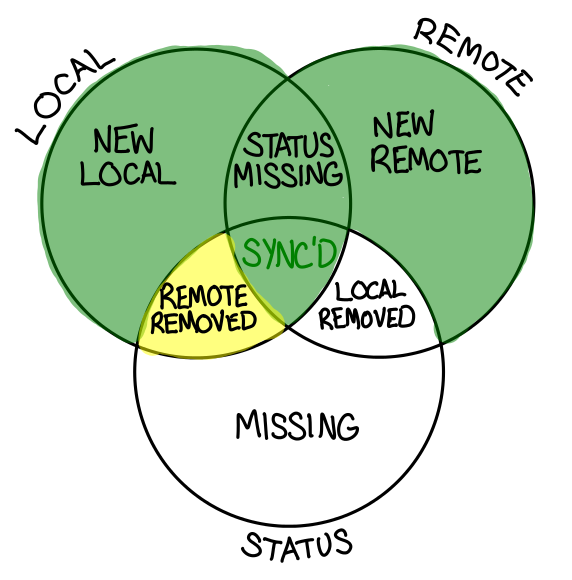 LOCAL
REMOTE
NEW
LOCAL
STATUS
MISSING
NEW
REMOTE
SYNC'D
REMOTE
REMOVED
LOCAL
REMOVED
MISSING
STATUS